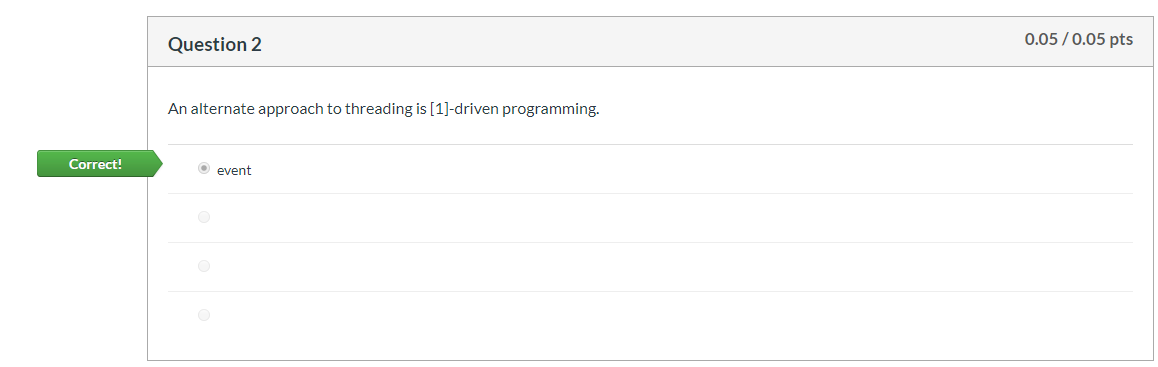 Question 2
0.05 / 0.05 pts
An alternate approach to threading is [1]-driven programming.
Correct!
event